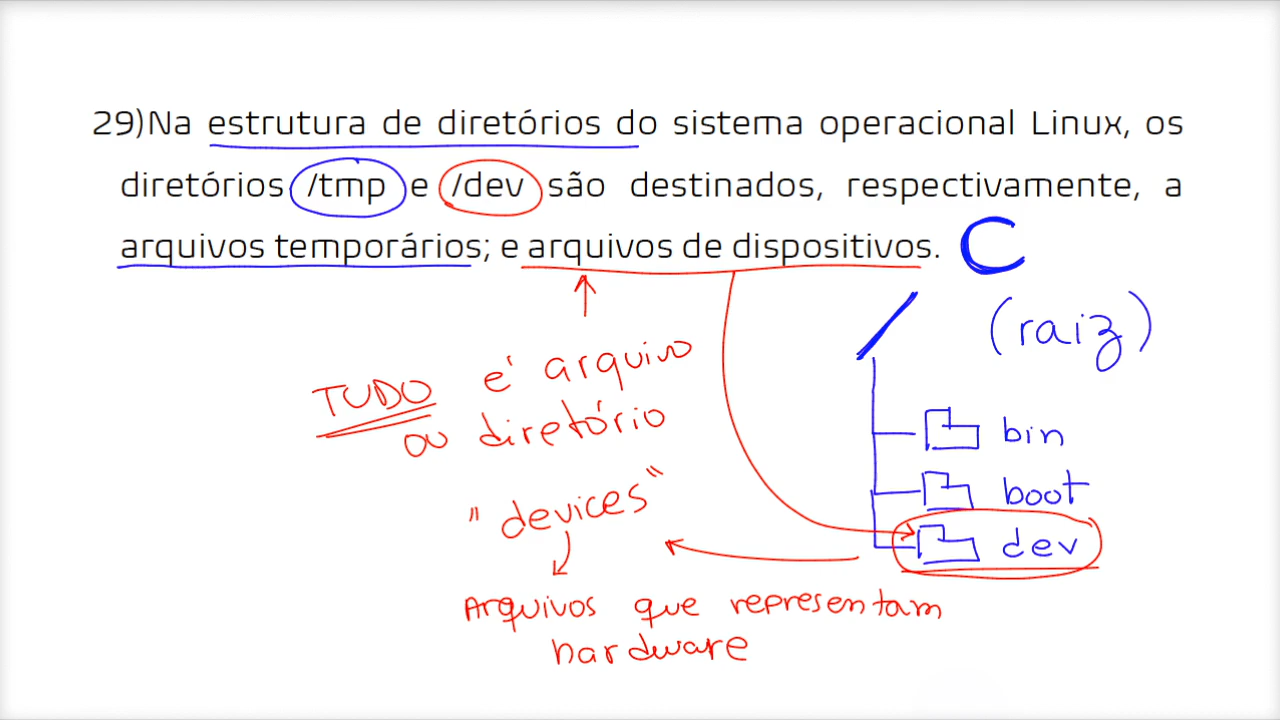 29)Na estrutura de diretórios do sistema operacional Linux, os
diretórios /tmp e /dev são destinados, respectivamente, a
arquivos temporários; e arquivos de dispositivos. C
/ (raiz)
TUDO é arquivo
ou diretório
bin
boot
"devices"
dev
Arquivos que representam
hardware